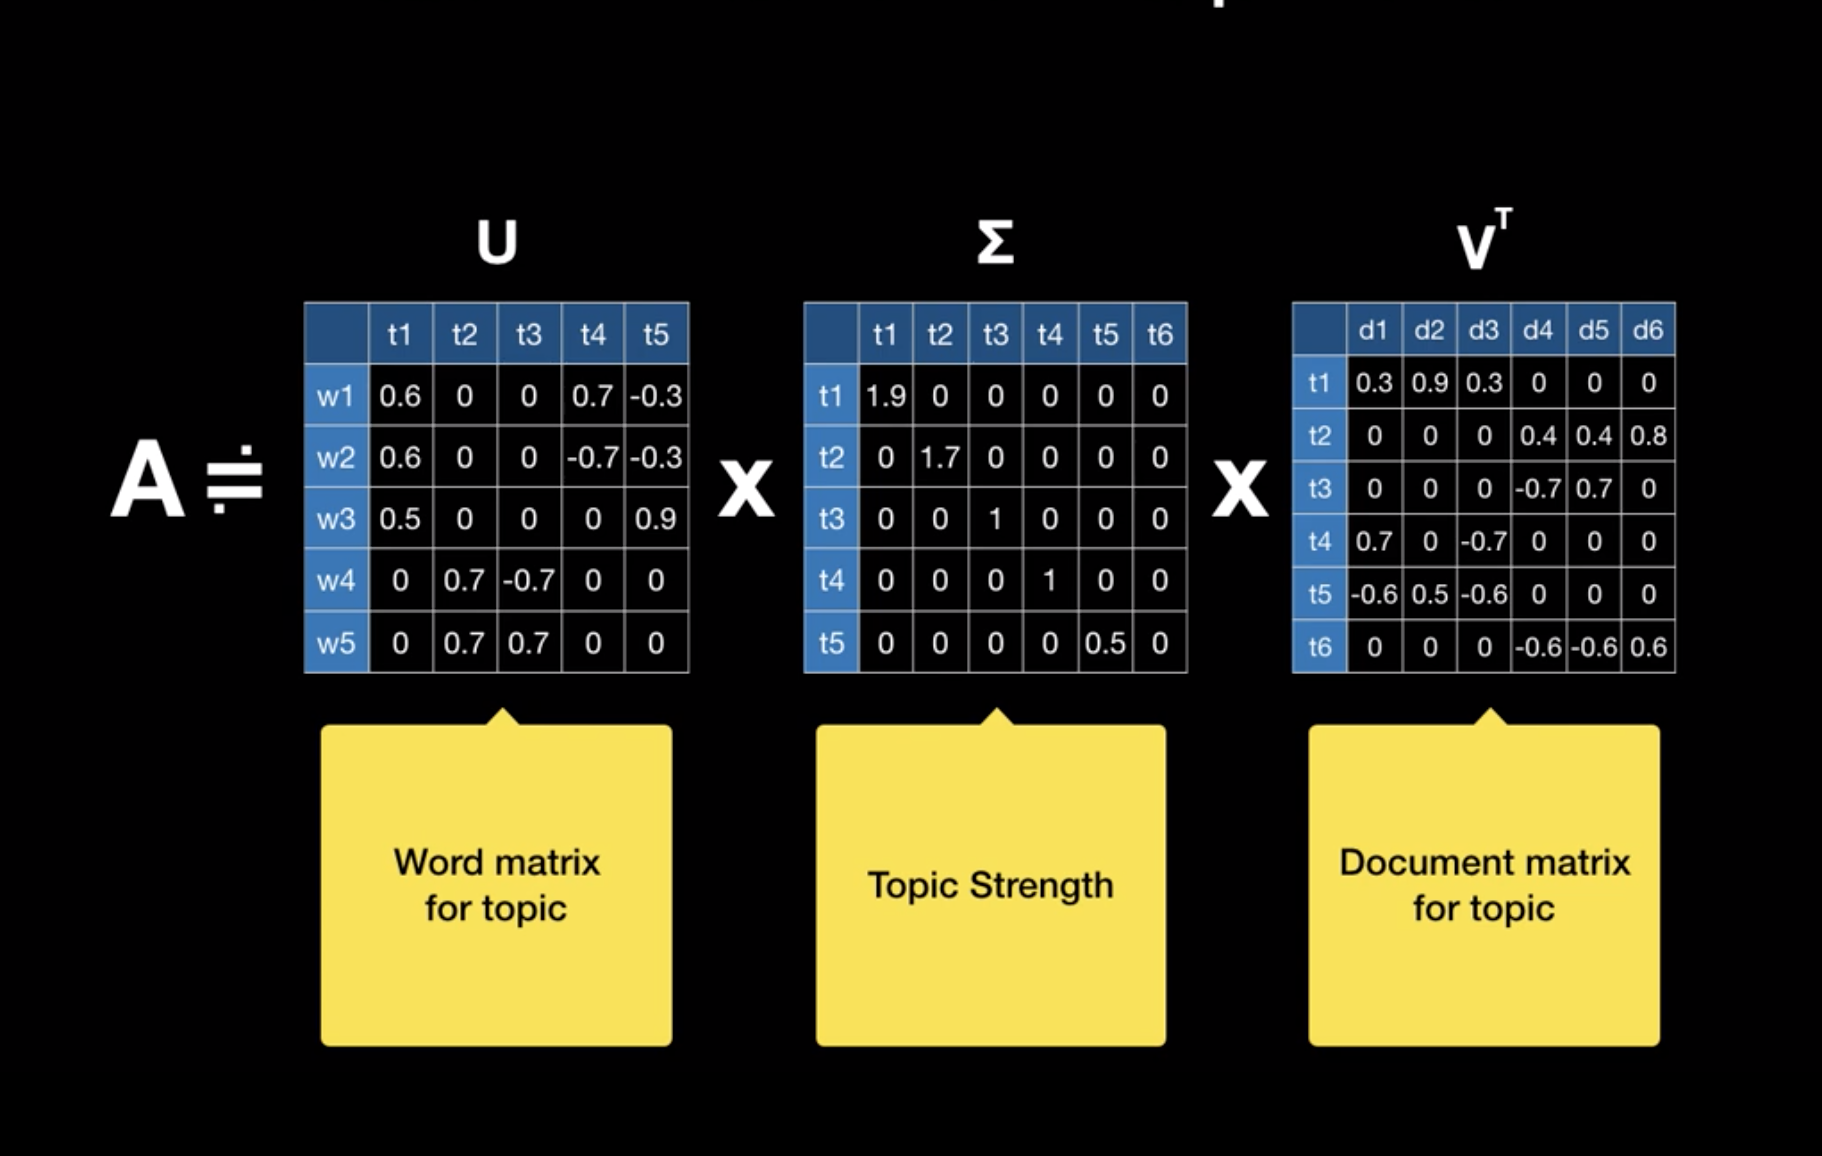 U Σ V^T
A ≒ x x
t1 t2 t3 t4 t5
w1 0.6 0 0 0.7 -0.3
w2 0.6 0 0 -0.7 -0.3
w3 0.5 0 0 0 0.9
w4 0 0.7 -0.7 0 0
w5 0 0.7 0.7 0 0
t1 t2 t3 t4 t5 t6
t1 1.9 0 0 0 0 0
t2 0 1.7 0 0 0 0
t3 0 0 1 0 0 0
t4 0 0 0 1 0 0
t5 0 0 0 0 0.5 0
d1 d2 d3 d4 d5 d6
t1 0.3 0.9 0.3 0 0 0
t2 0 0 0 0.4 0.4 0.8
t3 0 0 0 -0.7 0.7 0
t4 0.7 0 -0.7 0 0 0
t5 -0.6 0.5 -0.6 0 0 0
t6 0 0 0 -0.6 -0.6 0.6
Word matrix
for topic
Topic Strength
Document matrix
for topic